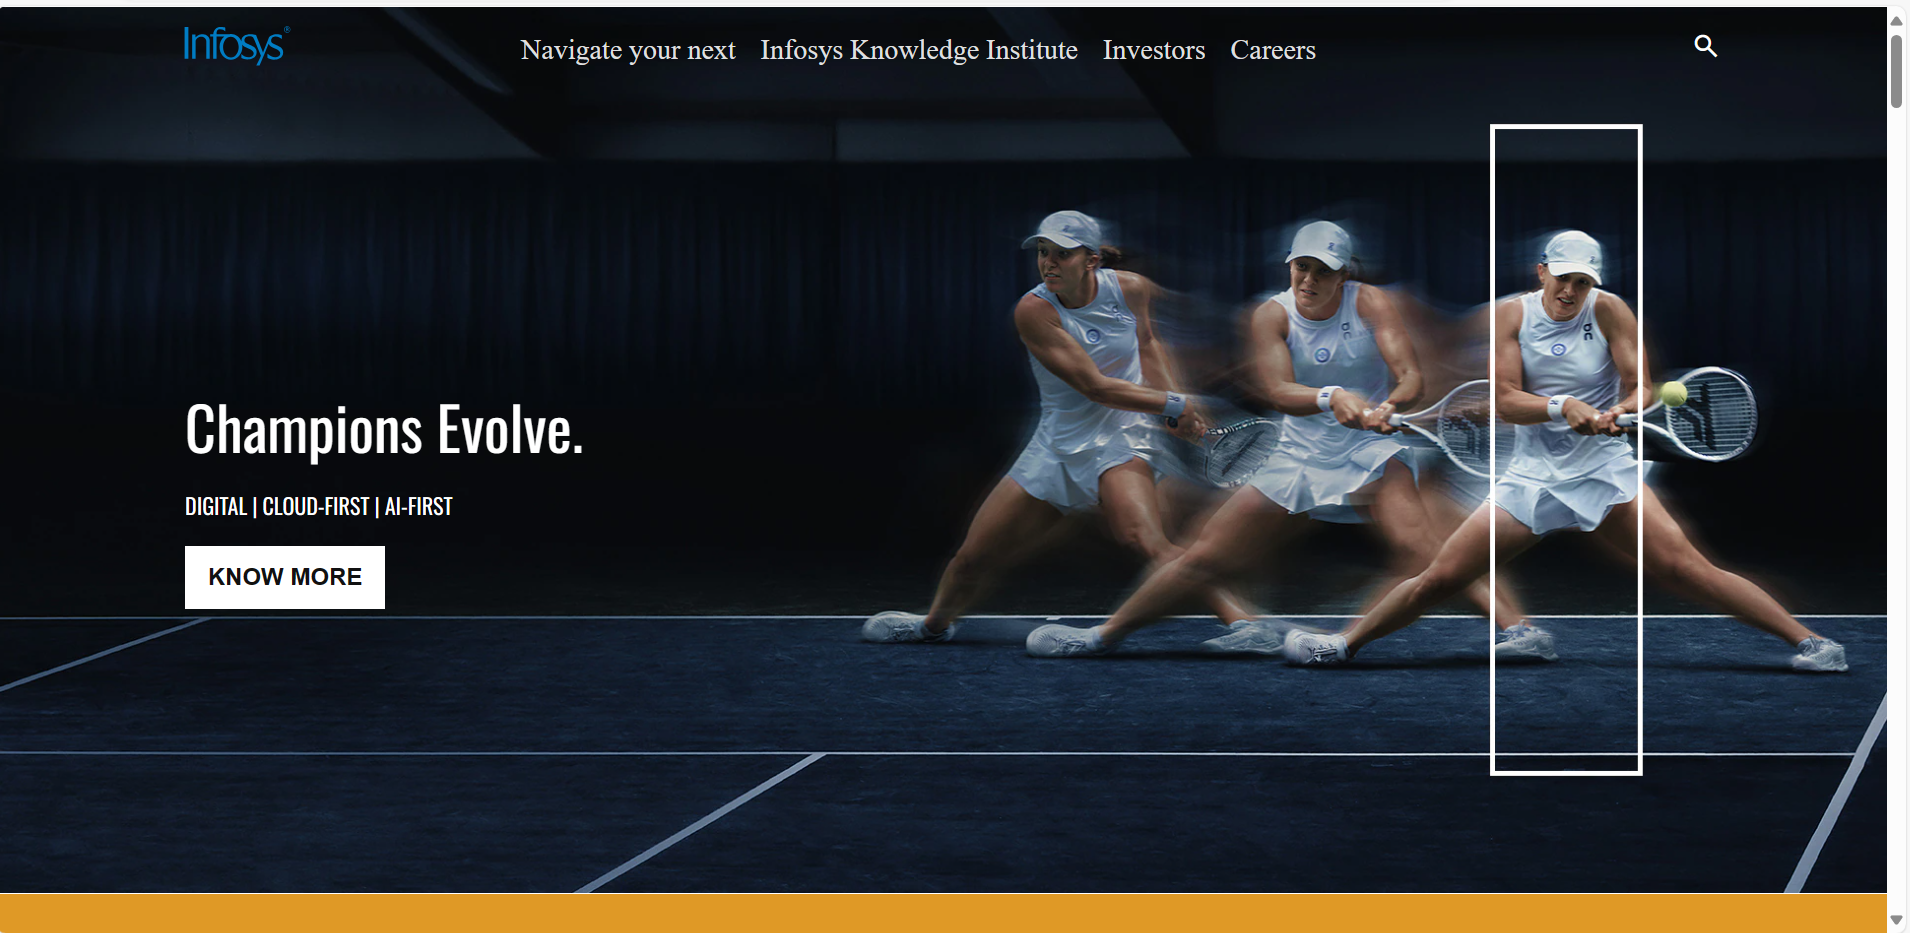 Infosys®
Navigate your next Infosys Knowledge Institute Investors Careers
Champions Evolve.
DIGITAL | CLOUD-FIRST | AI-FIRST
KNOW MORE